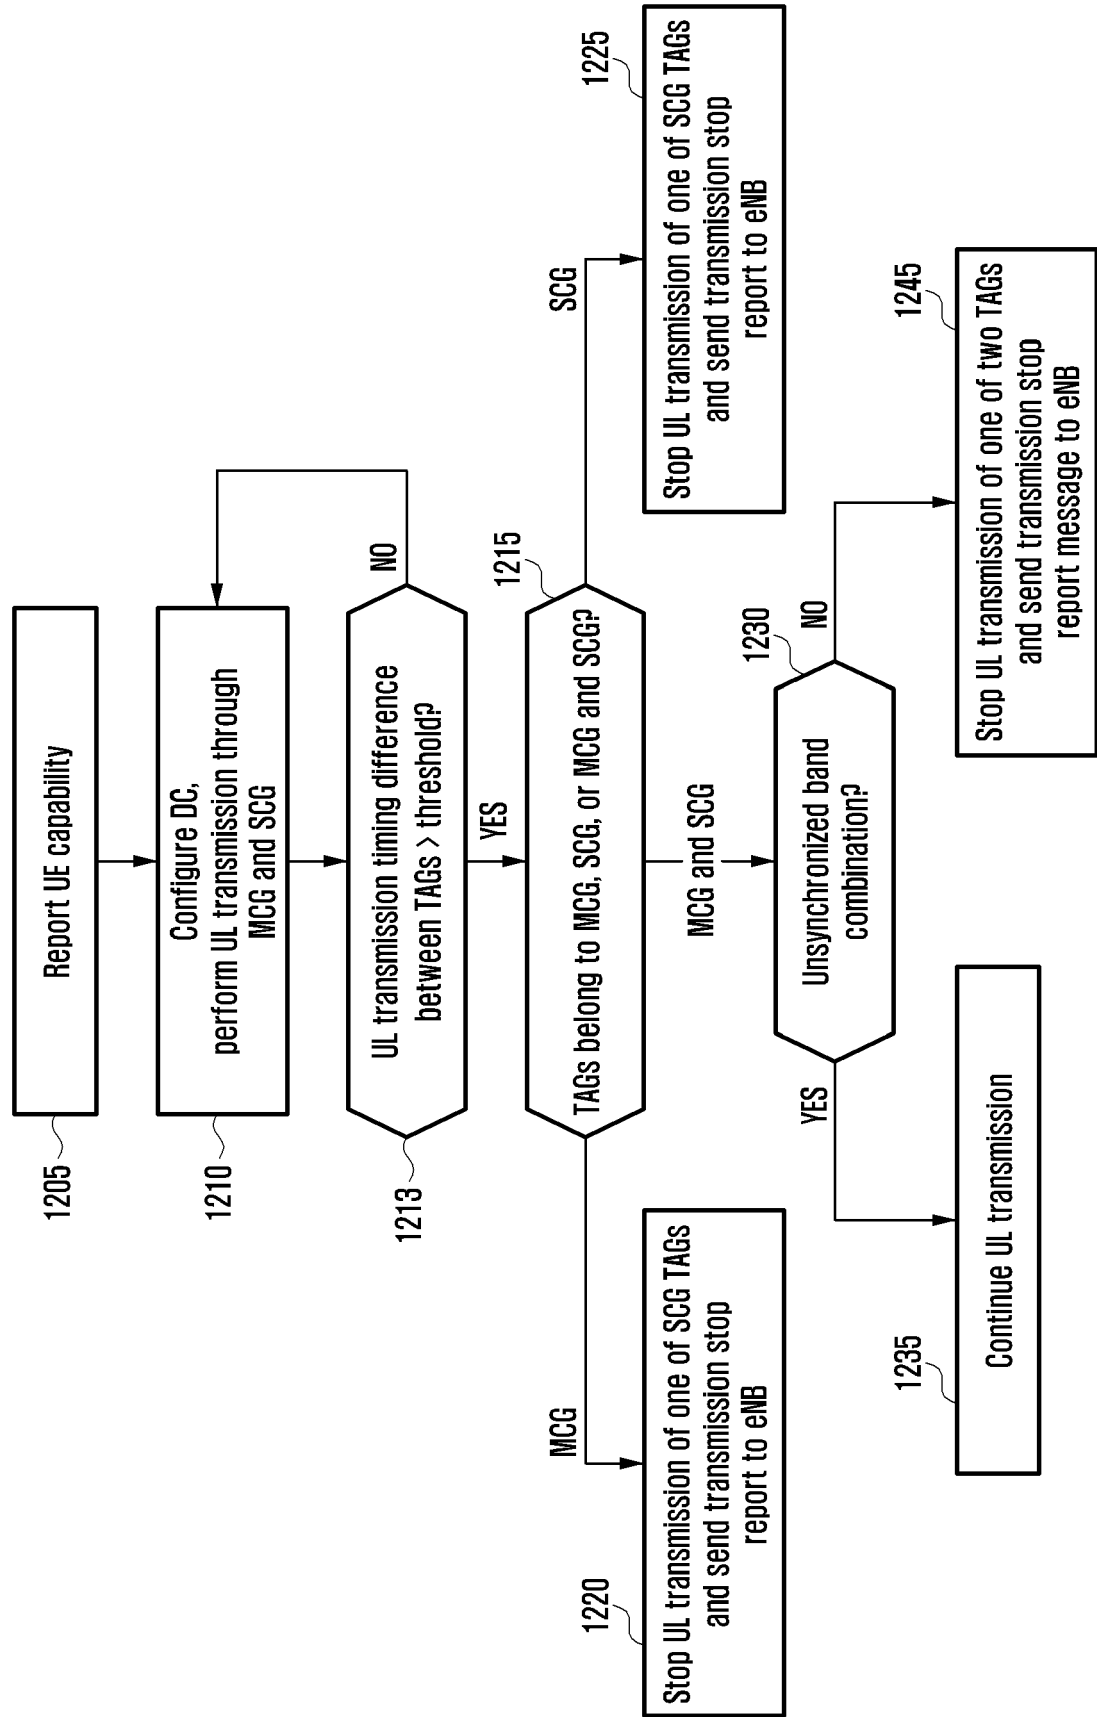 Report UE capability
1205
Configure DC,
perform UL transmission through
MCG and SCG
1210
UL transmission timing difference
between TAGs > threshold?
1213
NO
YES
TAGs belong to MCG, SCG, or MCG and SCG?
1215
MCG
SCG
MCG and SCG
1220
Stop UL transmission of one of SCG TAGs
and send transmission stop
report to eNB
1225
Stop UL transmission of one of SCG TAGs
and send transmission stop
report to eNB
Unsynchronized band
combination?
1230
YES
NO
1235
Continue UL transmission
1245
Stop UL transmission of one of two TAGs
and send transmission stop
report message to eNB